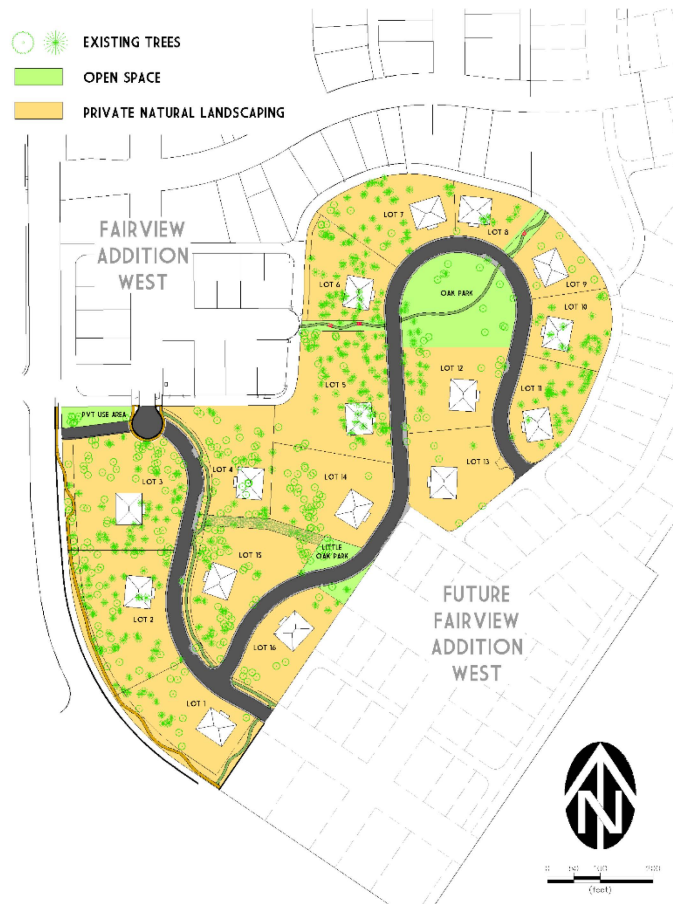 EXISTING TREES
OPEN SPACE
PRIVATE NATURAL LANDSCAPING
FAIRVIEW
ADDITION
WEST
LOT 7
LOT 8
LOT 6
LOT 9
OAK PARK
LOT 10
LOT 5
LOT 12
LOT 11
PVT USE AREA
LOT 3
LOT 4
LOT 14
LOT 13
LOT 15
LITTLE
OAK PARK
LOT 2
LOT 16
LOT 1
FUTURE
FAIRVIEW
ADDITION
WEST
N
0
(feet)